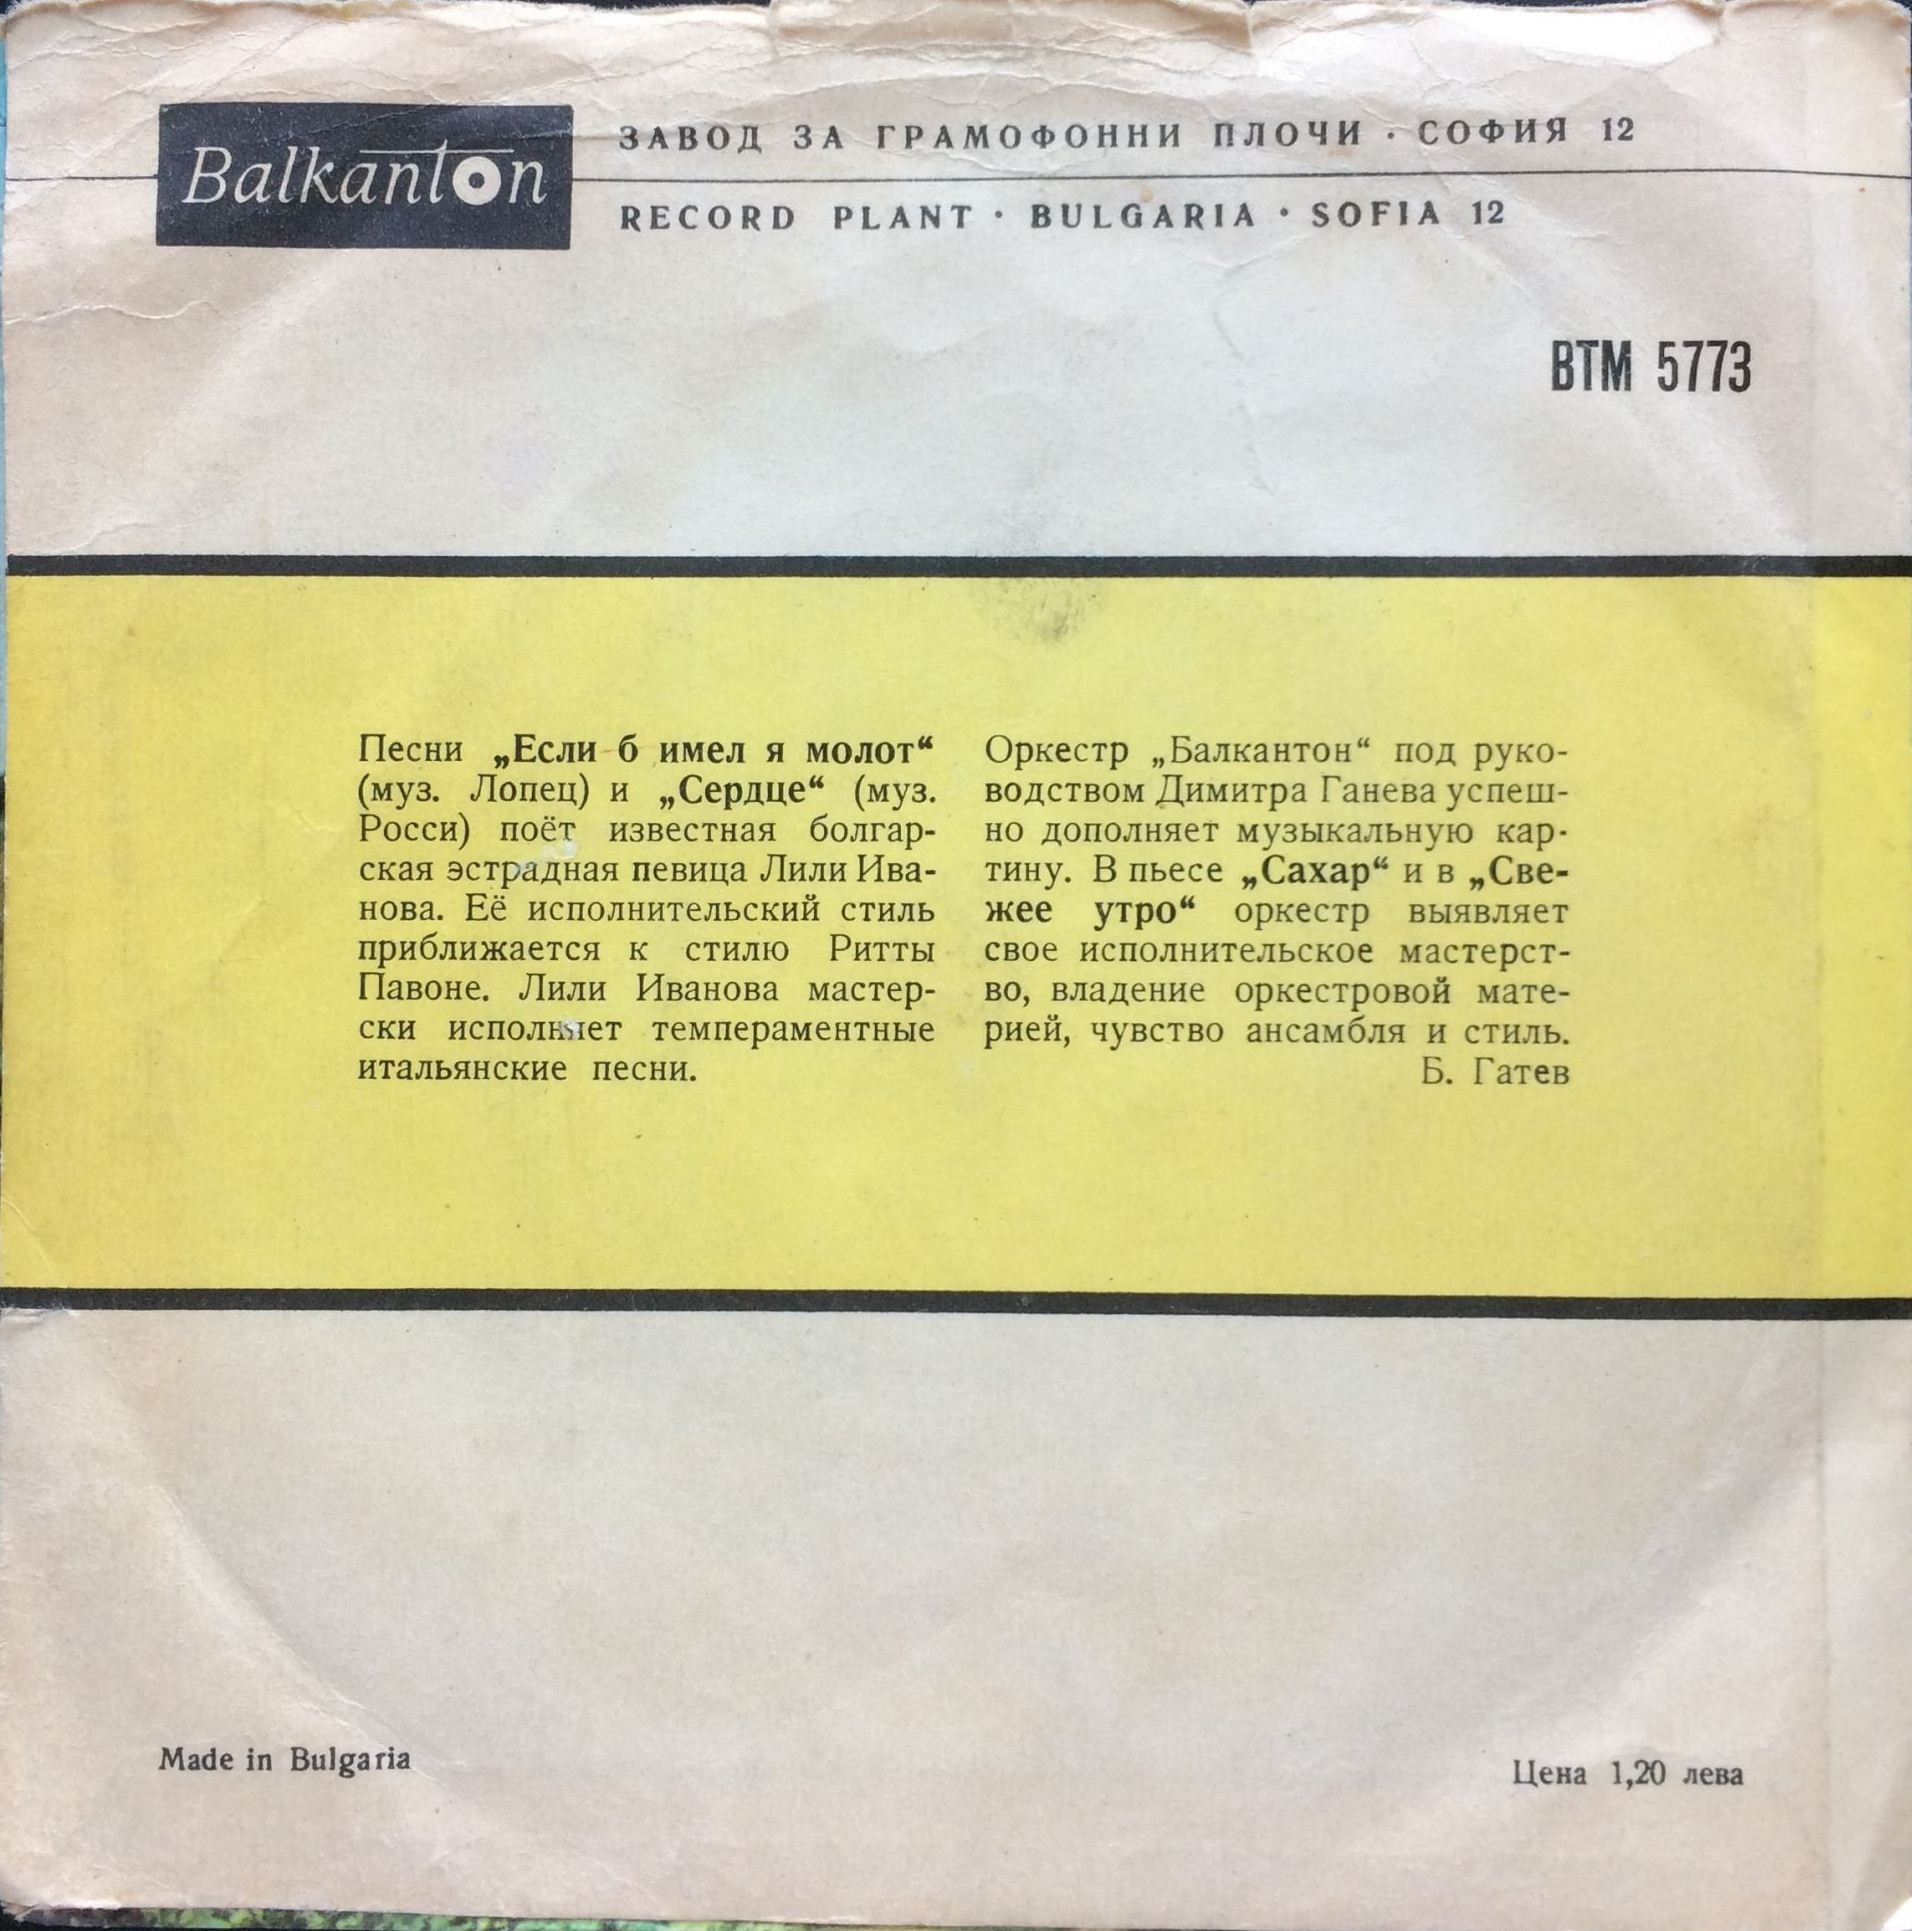 Balkanton
ЗАВОД ЗА ГРАМОФОННИ ПЛОЧИ · СОФИЯ 12
RECORD PLANT · BULGARIA · SOFIA 12
ВТМ 5773
Песни „Если б имел я молот“
(муз. Лопец) и „Сердце“ (муз.
Росси) поёт известная болгар-
ская эстрадная певица Лили Ива-
нова. Её исполнительский стиль
приближается к стилю Ритты
Павоне. Лили Иванова мастер-
ски исполняет темпераментные
итальянские песни.
Оркестр „Балкантон“ под руко-
водством Димитра Ганева успеш-
но дополняет музыкальную кар-
тину. В пьесе „Сахар“ и в „Све-
жее утро“ оркестр выявляет
свое исполнительское мастерст-
во, владение оркестровой мате-
рией, чувство ансамбля и стиль.
Б. Гатев
Made in Bulgaria
Цена 1,20 лева